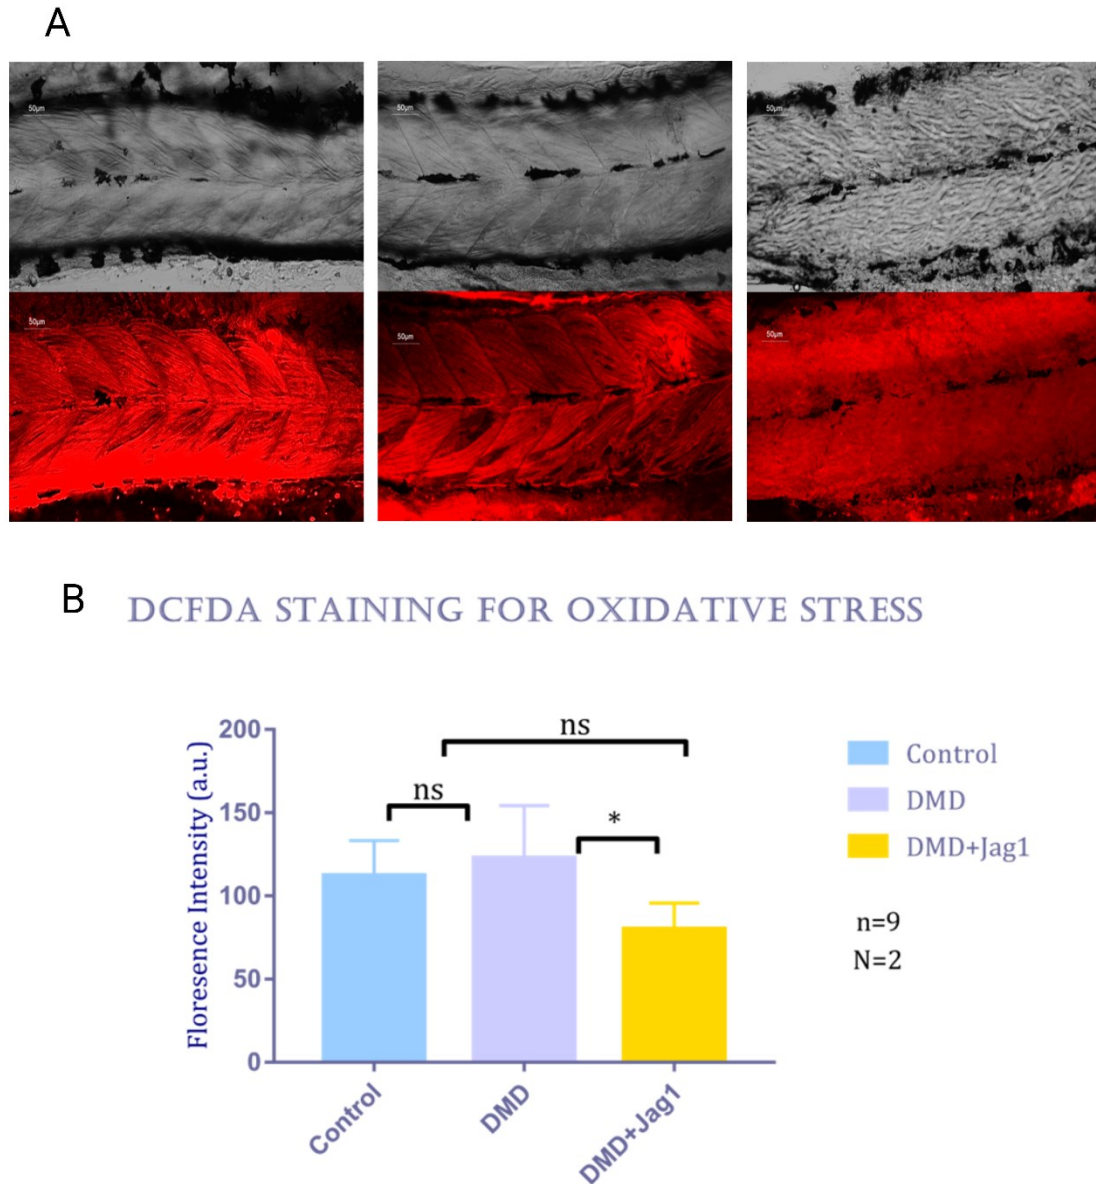 A
50µm
50µm
50µm
50µm
50µm
50µm
B
DCFDA STAINING FOR OXIDATIVE STRESS
Floresence Intensity (a.u.)
200
150
100
50
0
ns
ns
*
Control
DMD
DMD+Jag1
Control
DMD
DMD+Jag1
n=9
N=2